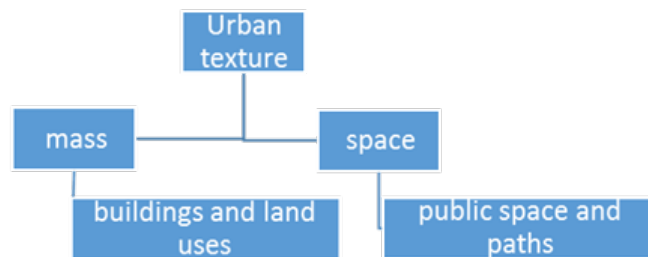 Urban
texture
mass
space
buildings and land
uses
public space and
paths